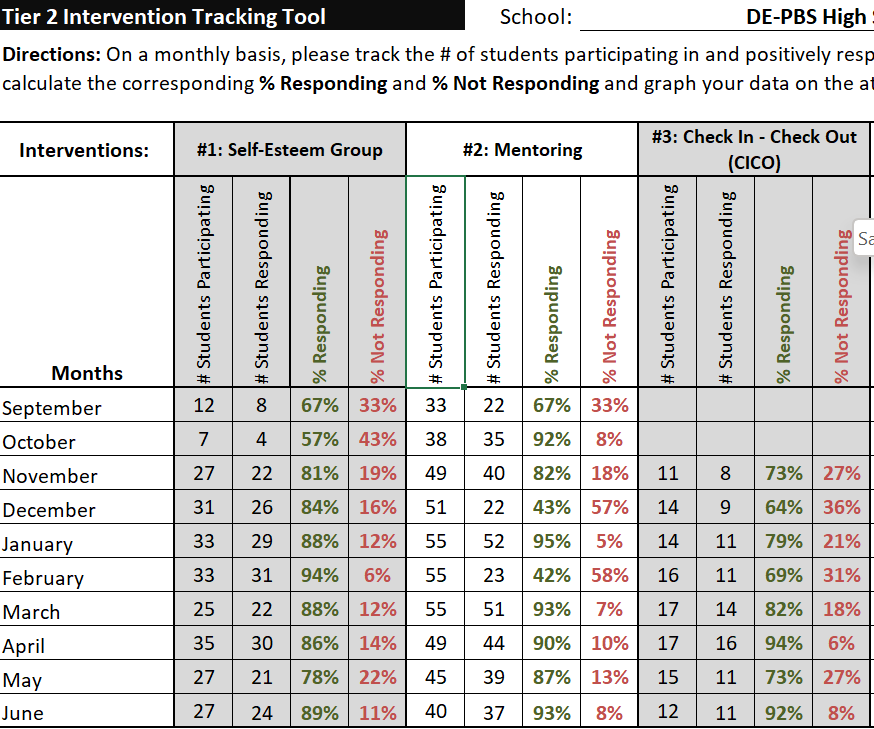 Tier 2 Intervention Tracking Tool School: DE-PBS High
Directions: On a monthly basis, please track the # of students participating in and positively resp
calculate the corresponding % Responding and % Not Responding and graph your data on the at
Interventions: #1: Self-Esteem Group #2: Mentoring #3: Check In - Check Out
(CICO)
Months # Students Participating # Students Responding % Responding % Not Responding # Students Participating # Students Responding % Responding % Not Responding # Students Participating # Students Responding % Responding % Not Responding
Sa
September 12 8 67% 33% 33 22 67% 33%
October 7 4 57% 43% 38 35 92% 8%
November 27 22 81% 19% 49 40 82% 18% 11 8 73% 27%
December 31 26 84% 16% 51 22 43% 57% 14 9 64% 36%
January 33 29 88% 12% 55 52 95% 5% 14 11 79% 21%
February 33 31 94% 6% 55 23 42% 58% 16 11 69% 31%
March 25 22 88% 12% 55 51 93% 7% 17 14 82% 18%
April 35 30 86% 14% 49 44 90% 10% 17 16 94% 6%
May 27 21 78% 22% 45 39 87% 13% 15 11 73% 27%
June 27 24 89% 11% 40 37 93% 8% 12 11 92% 8%